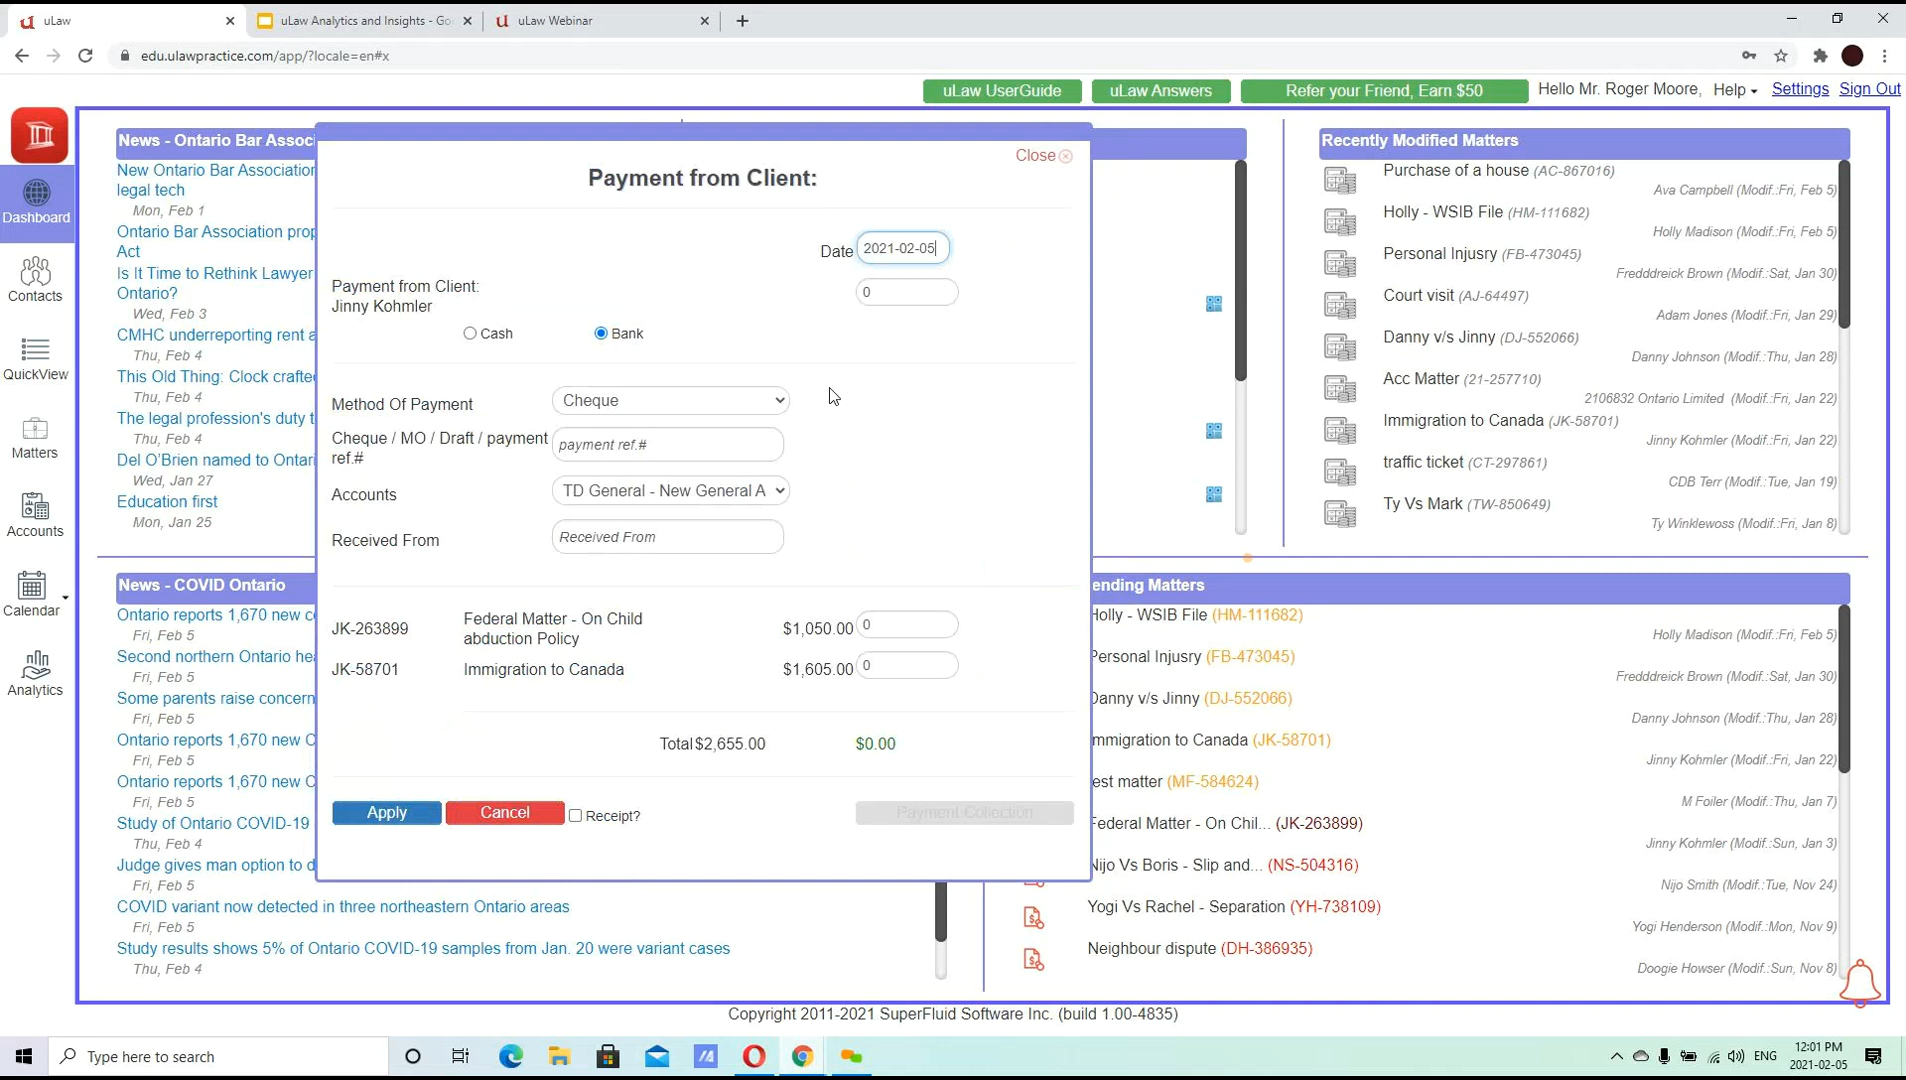 uLaw
uLaw Analytics and Insights - Go
uLaw Webinar
edu.ulawpractice.com/app/?locale=en#x
uLaw UserGuide
uLaw Answers
Refer your Friend, Earn $50
Hello Mr. Roger Moore,
Help
Settings
Sign Out
Dashboard
Contacts
QuickView
Matters
Accounts
Calendar
Analytics
News - Ontario Bar Assoc
New Ontario Bar Association
legal tech
Mon, Feb 1
Ontario Bar Association prop
Act
Is It Time to Rethink Lawyer
Ontario?
Wed, Feb 3
CMHC underreporting rent a
Thu, Feb 4
This Old Thing: Clock crafte
Thu, Feb 4
The legal profession's duty t
Thu, Feb 4
Del O'Brien named to Ontari
Wed, Jan 27
Education first
Mon, Jan 25
Close
Payment from Client:
Date 2021-02-05
Payment from Client:
Jinny Kohmler
0
Cash
Bank
Method Of Payment
Cheque
Cheque / MO / Draft / payment
ref.#
payment ref.#
Accounts
TD General - New General A
Received From
Received From
JK-263899
Federal Matter - On Child
abduction Policy
$1,050.00
0
JK-58701
Immigration to Canada
$1,605.00
0
Total $2,655.00
$0.00
Apply
Cancel
Receipt?
Payment Collection
Recently Modified Matters
Purchase of a house (AC-867016)
Ava Campbell (Modif.:Fri, Feb 5)
Holly - WSIB File (HM-111682)
Holly Madison (Modif.:Fri, Feb 5)
Personal Injusry (FB-473045)
Fredddreick Brown (Modif.:Sat, Jan 30)
Court visit (AJ-64497)
Adam Jones (Modif.:Fri, Jan 29)
Danny v/s Jinny (DJ-552066)
Danny Johnson (Modif.:Thu, Jan 28)
Acc Matter (21-257710)
2106832 Ontario Limited (Modif.:Fri, Jan 22)
Immigration to Canada (JK-58701)
Jinny Kohmler (Modif.:Fri, Jan 22)
traffic ticket (CT-297861)
CDB Terr (Modif.:Tue, Jan 19)
Ty Vs Mark (TW-850649)
Ty Winklewoss (Modif.:Fri, Jan 8)
News - COVID Ontario
Ontario reports 1,670 new c
Fri, Feb 5
Second northern Ontario hea
Fri, Feb 5
Some parents raise concern
Fri, Feb 5
Ontario reports 1,670 new C
Fri, Feb 5
Ontario reports 1,670 new C
Fri, Feb 5
Study of Ontario COVID-19
Thu, Feb 4
Judge gives man option to d
Fri, Feb 5
COVID variant now detected in three northeastern Ontario areas
Fri, Feb 5
Study results shows 5% of Ontario COVID-19 samples from Jan. 20 were variant cases
Thu, Feb 4
ending Matters
Holly - WSIB File (HM-111682)
Holly Madison (Modif.:Fri, Feb 5)
Personal Injusry (FB-473045)
Fredddreick Brown (Modif.:Sat, Jan 30)
Danny v/s Jinny (DJ-552066)
Danny Johnson (Modif.:Thu, Jan 28)
mmigration to Canada (JK-58701)
Jinny Kohmler (Modif.:Fri, Jan 22)
est matter (MF-584624)
M Foiler (Modif.:Thu, Jan 7)
Federal Matter - On Chil... (JK-263899)
Jinny Kohmler (Modif.:Sun, Jan 3)
Nijo Vs Boris - Slip and... (NS-504316)
Nijo Smith (Modif.:Tue, Nov 24)
Yogi Vs Rachel - Separation (YH-738109)
Yogi Henderson (Modif.:Mon, Nov 9)
Neighbour dispute (DH-386935)
Doogie Howser (Modif.:Sun, Nov 8)
Copyright 2011-2021 SuperFluid Software Inc. (build 1.00-4835)
Type here to search
ENG
12:01 PM
2021-02-05